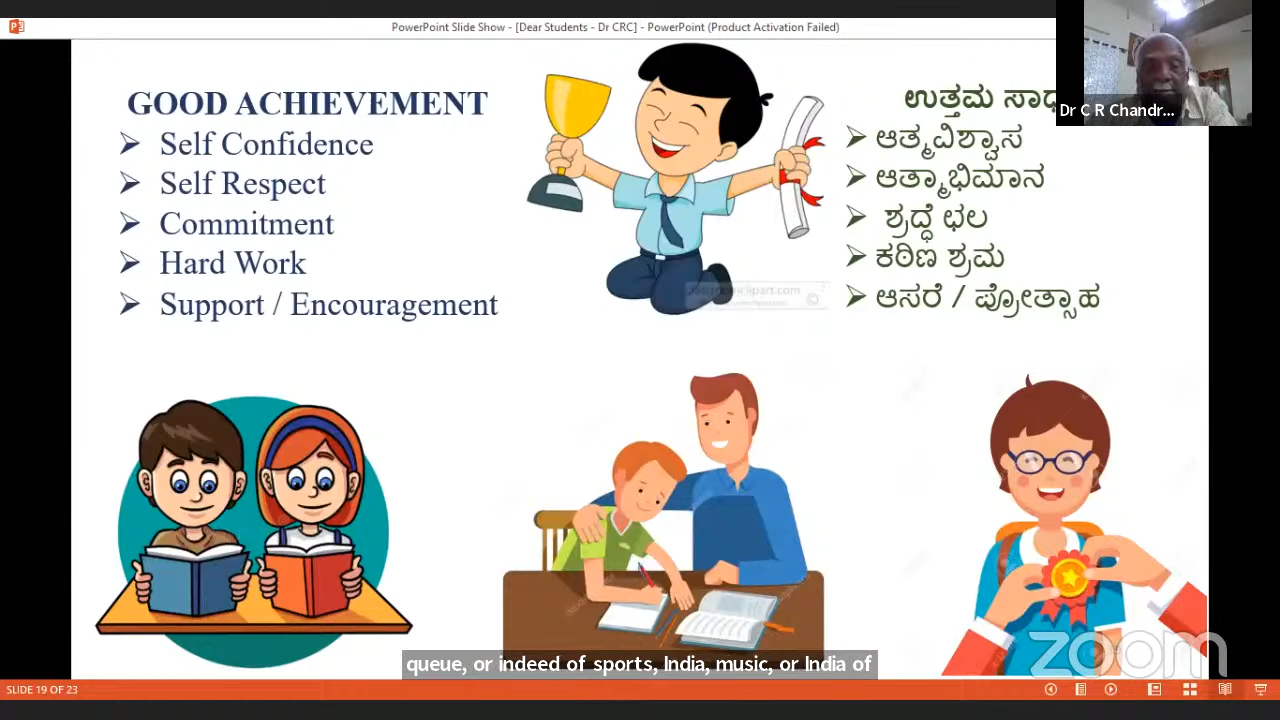 PowerPoint Slide Show - [Dear Students - Dr CRC] - PowerPoint (Product Activation Failed)
Dr C R Chandr...
GOOD ACHIEVEMENT
➢ Self Confidence
➢ Self Respect
➢ Commitment
➢ Hard Work
➢ Support / Encouragement
ಉತ್ತಮ
➢ ಆತ್ಮವಿಶ್ವಾಸ
➢ ಆತ್ಮಾಭಿಮಾನ
➢ ಶ್ರದ್ಧೆ ಛಲ
➢ ಕಠಿಣ ಶ್ರಮ
➢ ಆಸರೆ / ಪ್ರೋತ್ಸಾಹ
queue, or indeed of sports, India, music, or India of
zoom
SLIDE 19 OF 23